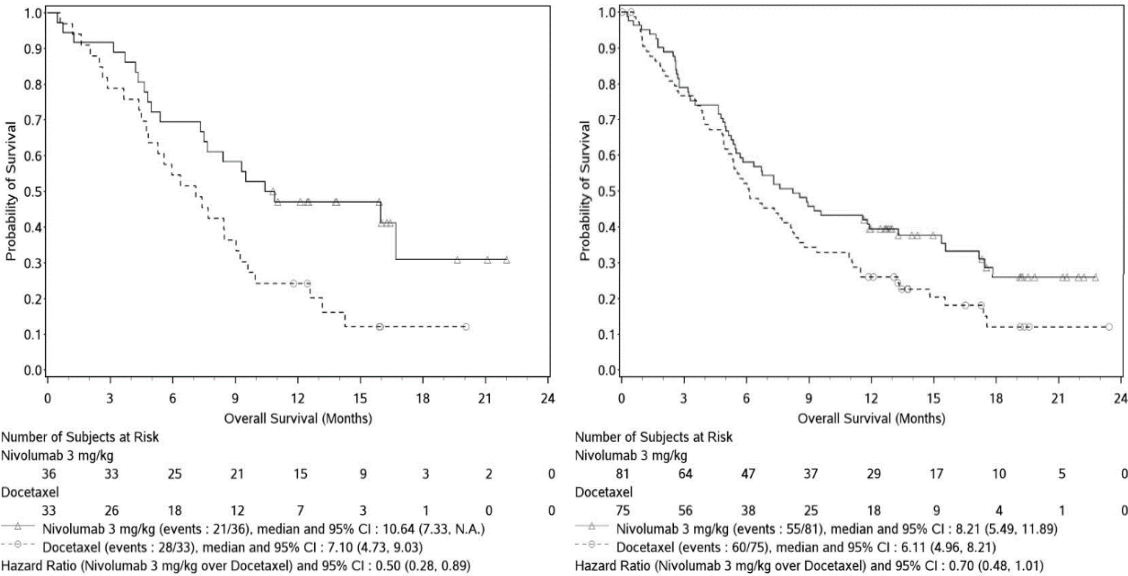 1.0
0.9
0.8
0.7
0.6
0.5
0.4
0.3
0.2
0.1
0.0
Probability of Survival
0 3 6 9 12 15 18 21 24
Overall Survival (Months)
Number of Subjects at Risk
Nivolumab 3 mg/kg
36 33 25 21 15 9 3 2 0
Docetaxel
33 26 18 12 7 3 1 0 0
Nivolumab 3 mg/kg (events : 21/36), median and 95% CI : 10.64 (7.33, N.A.)
Docetaxel (events : 28/33), median and 95% CI : 7.10 (4.73, 9.03)
Hazard Ratio (Nivolumab 3 mg/kg over Docetaxel) and 95% CI : 0.50 (0.28, 0.89)
1.0
0.9
0.8
0.7
0.6
0.5
0.4
0.3
0.2
0.1
0.0
Probability of Survival
0 3 6 9 12 15 18 21 24
Overall Survival (Months)
Number of Subjects at Risk
Nivolumab 3 mg/kg
81 64 47 37 29 17 10 5 0
Docetaxel
75 56 38 25 18 9 4 1 0
Nivolumab 3 mg/kg (events : 55/81), median and 95% CI : 8.21 (5.49, 11.89)
Docetaxel (events : 60/75), median and 95% CI : 6.11 (4.96, 8.21)
Hazard Ratio (Nivolumab 3 mg/kg over Docetaxel) and 95% CI : 0.70 (0.48, 1.01)